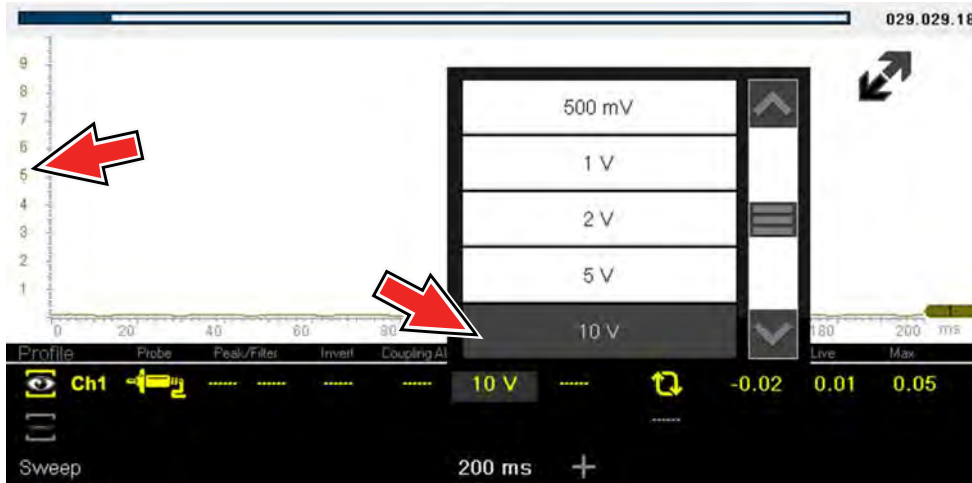 029.029.18
9
8
7
6
5
4
3
2
1
500 mV
1 V
2 V
5 V
10 V
0 20 40 60 80 180 200 ms
Profile Probe Peak/Filter Invert Coupling Live Max
Ch1 ------ ------ ------ ------ 10 V ------ -0.02 0.01 0.05
------
Sweep 200 ms +